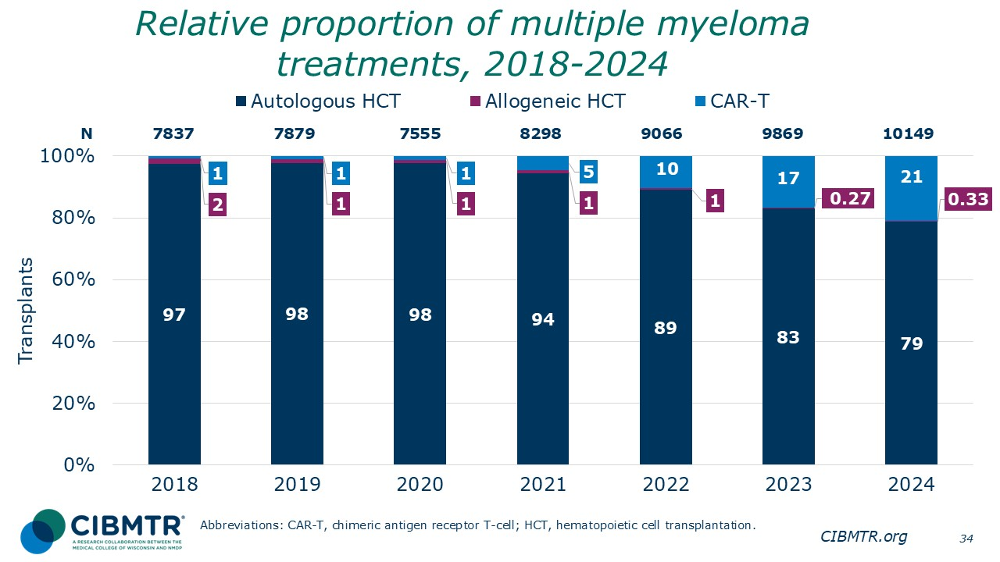 Relative proportion of multiple myeloma
treatments, 2018-2024
Autologous HCT Allogeneic HCT CAR-T
N 7837 7879 7555 8298 9066 9869 10149
100%
80%
60%
40%
20%
0%
Transplants
1 1 1 5 10 17 21
2 1 1 1 1 0.27 0.33
97 98 98 94 89 83 79
2018 2019 2020 2021 2022 2023 2024
CIBMTR®
A RESEARCH COLLABORATION BETWEEN THE
MEDICAL COLLEGE OF WISCONSIN AND NMDP
Abbreviations: CAR-T, chimeric antigen receptor T-cell; HCT, hematopoietic cell transplantation.
CIBMTR.org 34